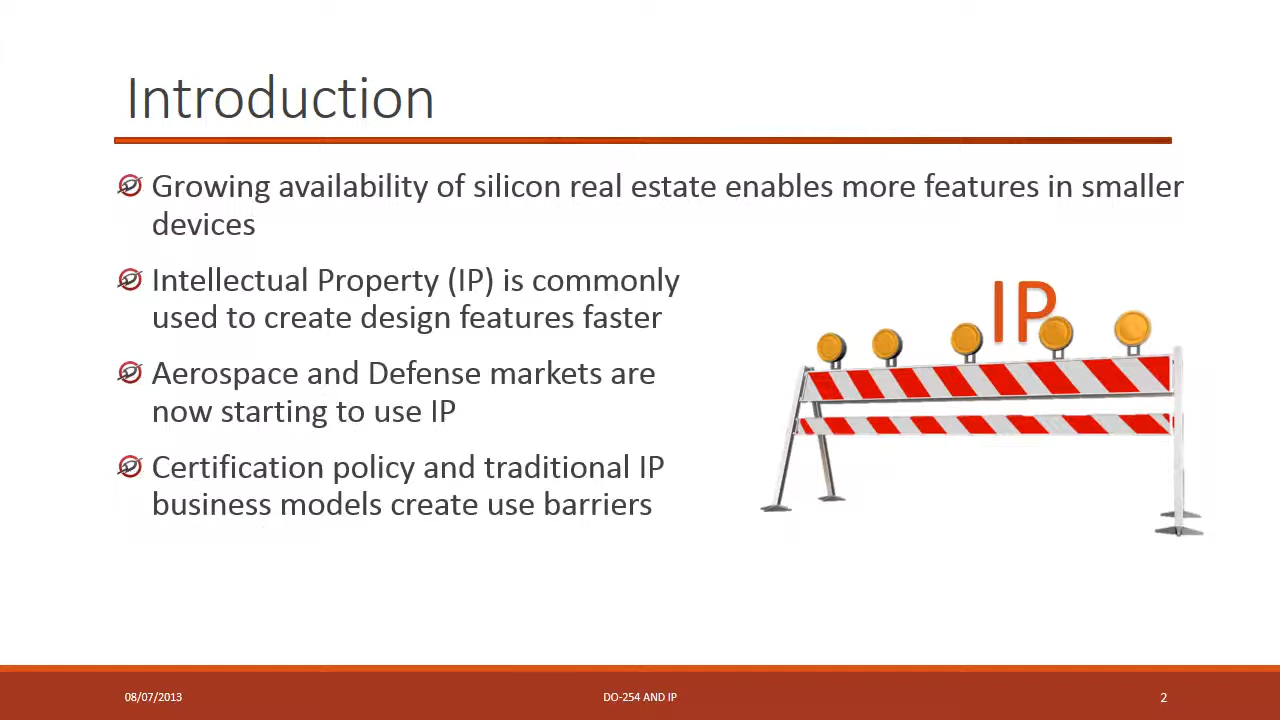 Introduction
Growing availability of silicon real estate enables more features in smaller
devices
Intellectual Property (IP) is commonly
used to create design features faster
Aerospace and Defense markets are
now starting to use IP
Certification policy and traditional IP
business models create use barriers
IP
08/07/2013
DO-254 AND IP
2